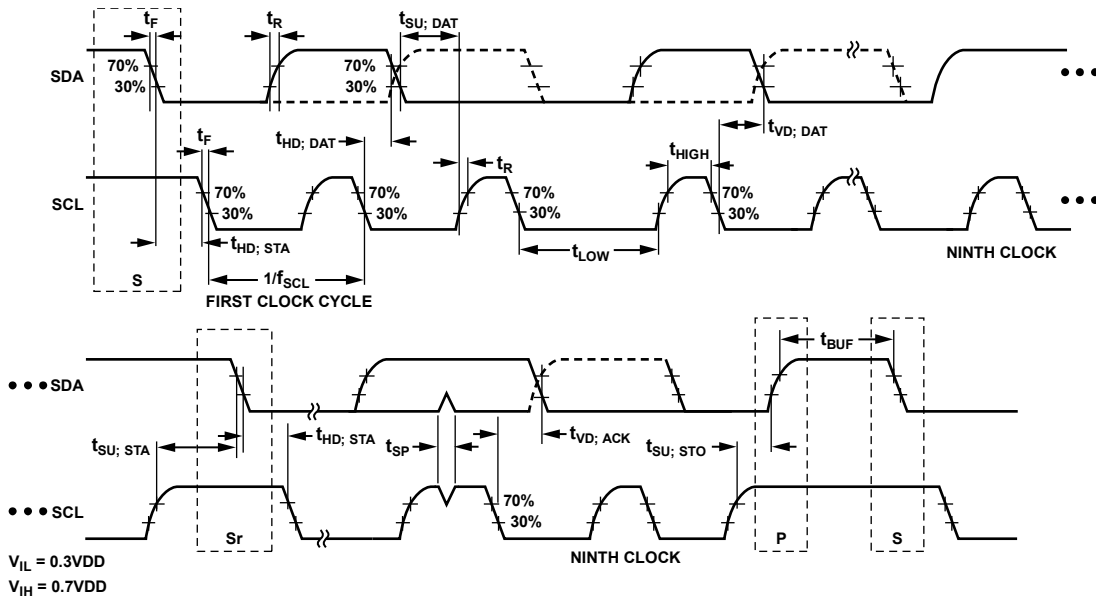 tF
tR
tSU; DAT
SDA
70%
30%
70%
30%
tF
tHD; DAT
tR
tHIGH
tVD; DAT
SCL
70%
30%
70%
30%
70%
30%
tHD; STA
tLOW
NINTH CLOCK
S
1/fSCL
FIRST CLOCK CYCLE
tBUF
SDA
tSU; STA
tHD; STA
tSP
tVD; ACK
tSU; STO
SCL
70%
30%
Sr
NINTH CLOCK
P
S
VIL = 0.3VDD
VIH = 0.7VDD